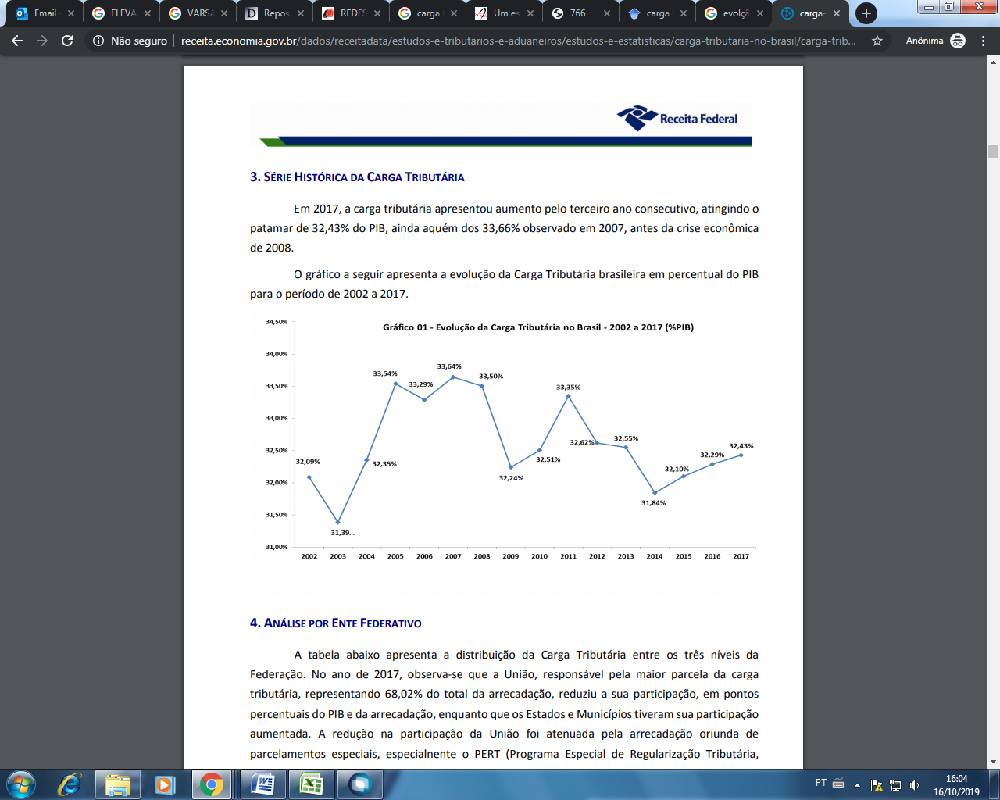 Email -
ELEVA
VARSA
Repos
REDES
carga
Um es
766
carga
evolçã
carga-
Não seguro
receita.economia.gov.br/dados/receitadata/estudos-e-tributarios-e-aduaneiros/estudos-e-estatisticas/carga-tributaria-no-brasil/carga-trib...
Anônima
Receita Federal
3. SÉRIE HISTÓRICA DA CARGA TRIBUTÁRIA
Em 2017, a carga tributária apresentou aumento pelo terceiro ano consecutivo, atingindo o
patamar de 32,43% do PIB, ainda aquém dos 33,66% observado em 2007, antes da crise econômica
de 2008.
O gráfico a seguir apresenta a evolução da Carga Tributária brasileira em percentual do PIB
para o período de 2002 a 2017.
Gráfico 01 - Evolução da Carga Tributária no Brasil - 2002 a 2017 (%PIB)
34,50%
34,00%
33,50%
33,00%
32,50%
32,00%
31,50%
31,00%
32,09%
31,39...
32,35%
33,54%
33,29%
33,64%
33,50%
32,24%
32,51%
33,35%
32,62%
32,55%
31,84%
32,10%
32,29%
32,43%
2002 2003 2004 2005 2006 2007 2008 2009 2010 2011 2012 2013 2014 2015 2016 2017
4. ANÁLISE POR ENTE FEDERATIVO
A tabela abaixo apresenta a distribuição da Carga Tributária entre os três níveis da
Federação. No ano de 2017, observa-se que a União, responsável pela maior parcela da carga
tributária, representando 68,02% do total da arrecadação, reduziu a sua participação, em pontos
percentuais do PIB e da arrecadação, enquanto que os Estados e Municípios tiveram sua participação
aumentada. A redução na participação da União foi atenuada pela arrecadação oriunda de
parcelamentos especiais, especialnente o PERT (Programa Especial de Regularização Tributária,
PT
16:04
16/10/2019